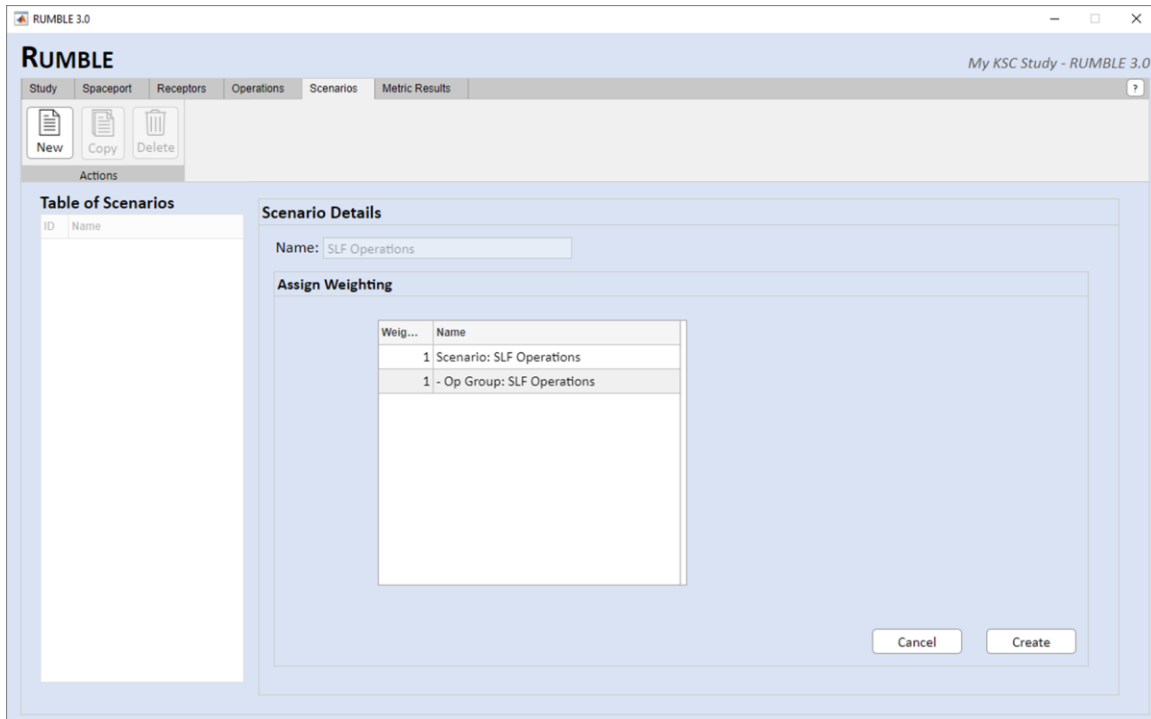 RUMBLE 3.0
RUMBLE
My KSC Study - RUMBLE 3.0
Study Spaceport Receptors Operations Scenarios Metric Results ?
New Copy Delete
Actions
Table of Scenarios
ID Name
Scenario Details
Name: SLF Operations
Assign Weighting
Weig... Name
1 Scenario: SLF Operations
1 - Op Group: SLF Operations
Cancel Create